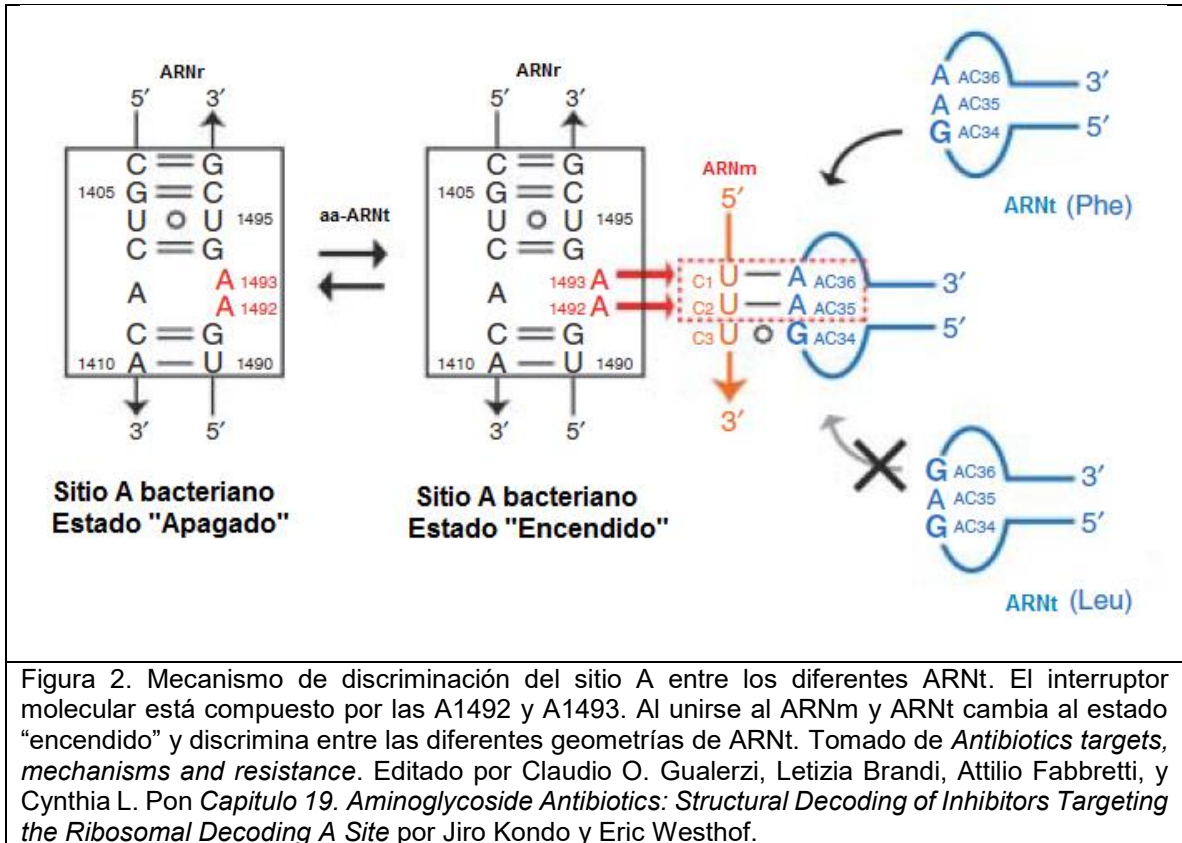 ARNr
5′ 3′
C G
1405 G C
U U 1495
C G
A A 1493
A 1492
C G
1410 A U 1490
3′ 5′
Sitio A bacteriano
Estado "Apagado"
aa-ARNt
ARNr
5′ 3′
C G
1405 G C
U U 1495
C G
A 1493 A
1492 A
C G
1410 A U 1490
3′ 5′
Sitio A bacteriano
Estado "Encendido"
ARNm
5′
C1 U A AC36 3′
C2 U A AC35
C3 U G AC34 5′
3′
A AC36 3′
A AC35
G AC34 5′
ARNt (Phe)
G AC36 3′
A AC35
G AC34 5′
ARNt (Leu)
Figura 2. Mecanismo de discriminación del sitio A entre los diferentes ARNt. El interruptor
molecular está compuesto por las A1492 y A1493. Al unirse al ARNm y ARNt cambia al estado
“encendido” y discrimina entre las diferentes geometrías de ARNt. Tomado de Antibiotics targets,
mechanisms and resistance. Editado por Claudio O. Gualerzi, Letizia Brandi, Attilio Fabbretti, y
Cynthia L. Pon Capitulo 19. Aminoglycoside Antibiotics: Structural Decoding of Inhibitors Targeting
the Ribosomal Decoding A Site por Jiro Kondo y Eric Westhof.